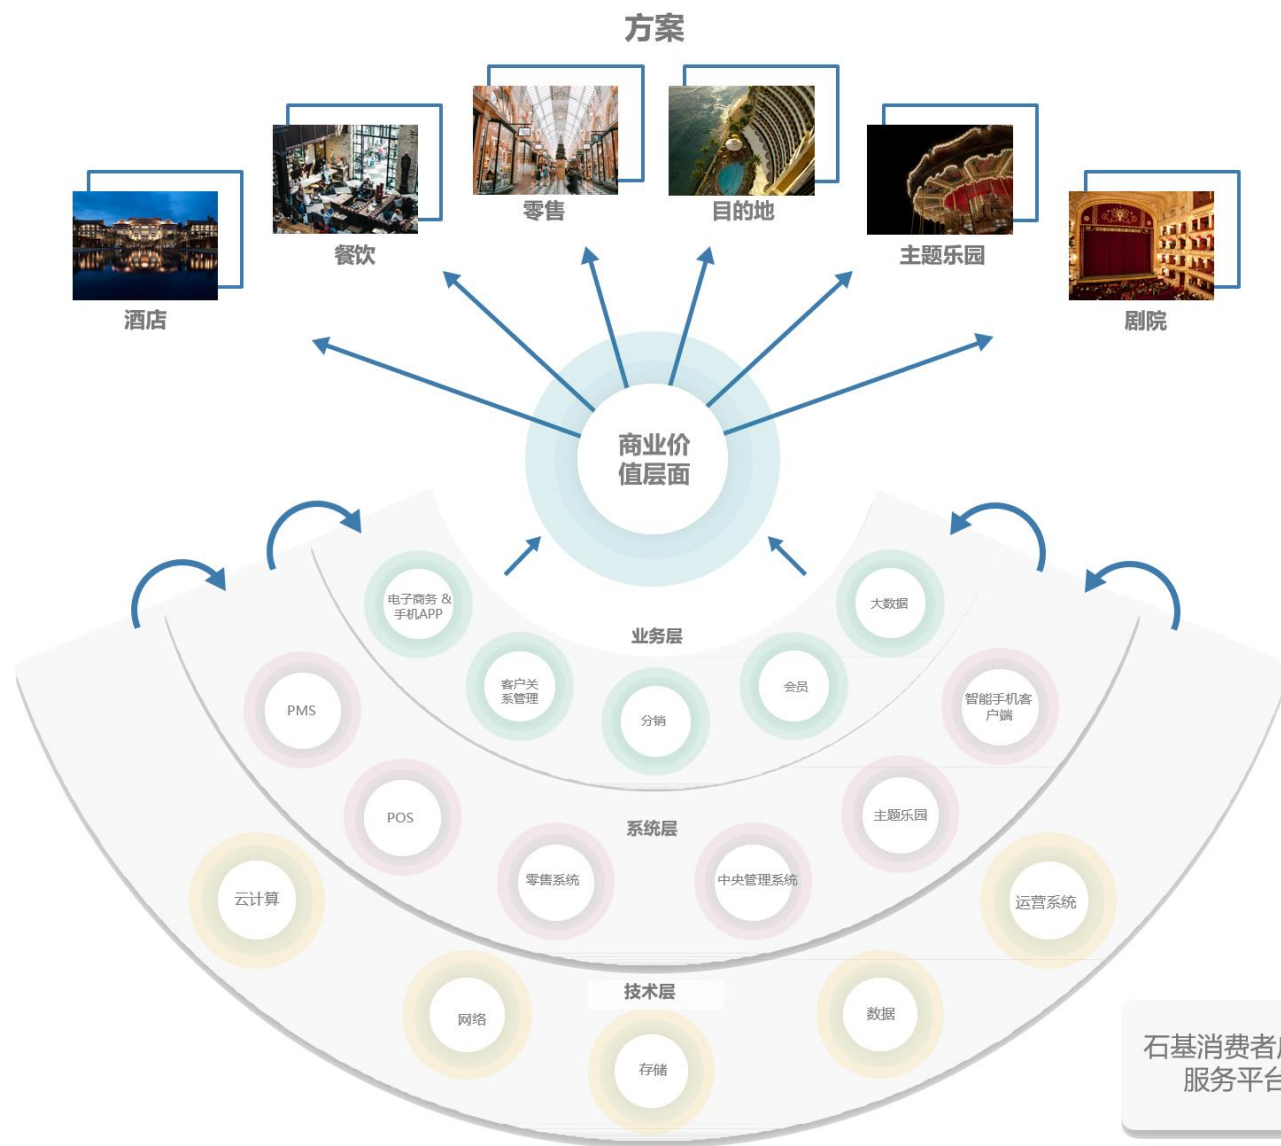 方案
零售
目的地
餐饮
主题乐园
酒店
剧院
商业价
值层面
电子商务 &
手机APP
大数据
业务层
客户关
系管理
会员
分销
PMS
智能手机客
户端
POS
主题乐园
系统层
零售系统
中央管理系统
云计算
运营系统
技术层
网络
数据
存储
石基消费者
服务平台